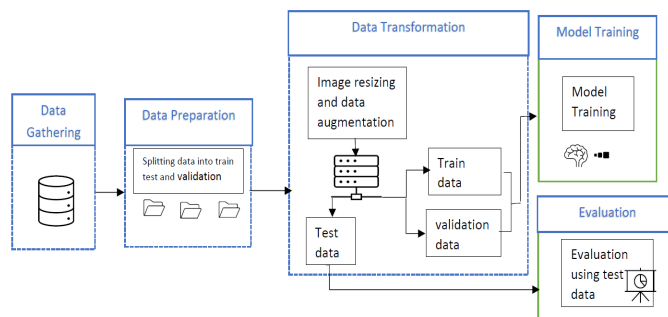 Data
Gathering
Data Preparation
Splitting data into train
test and validation
Data Transformation
Image resizing
and data
augmentation
Train
data
validation
data
Test
data
Model Training
Model
Training
Evaluation
Evaluation
using test
data